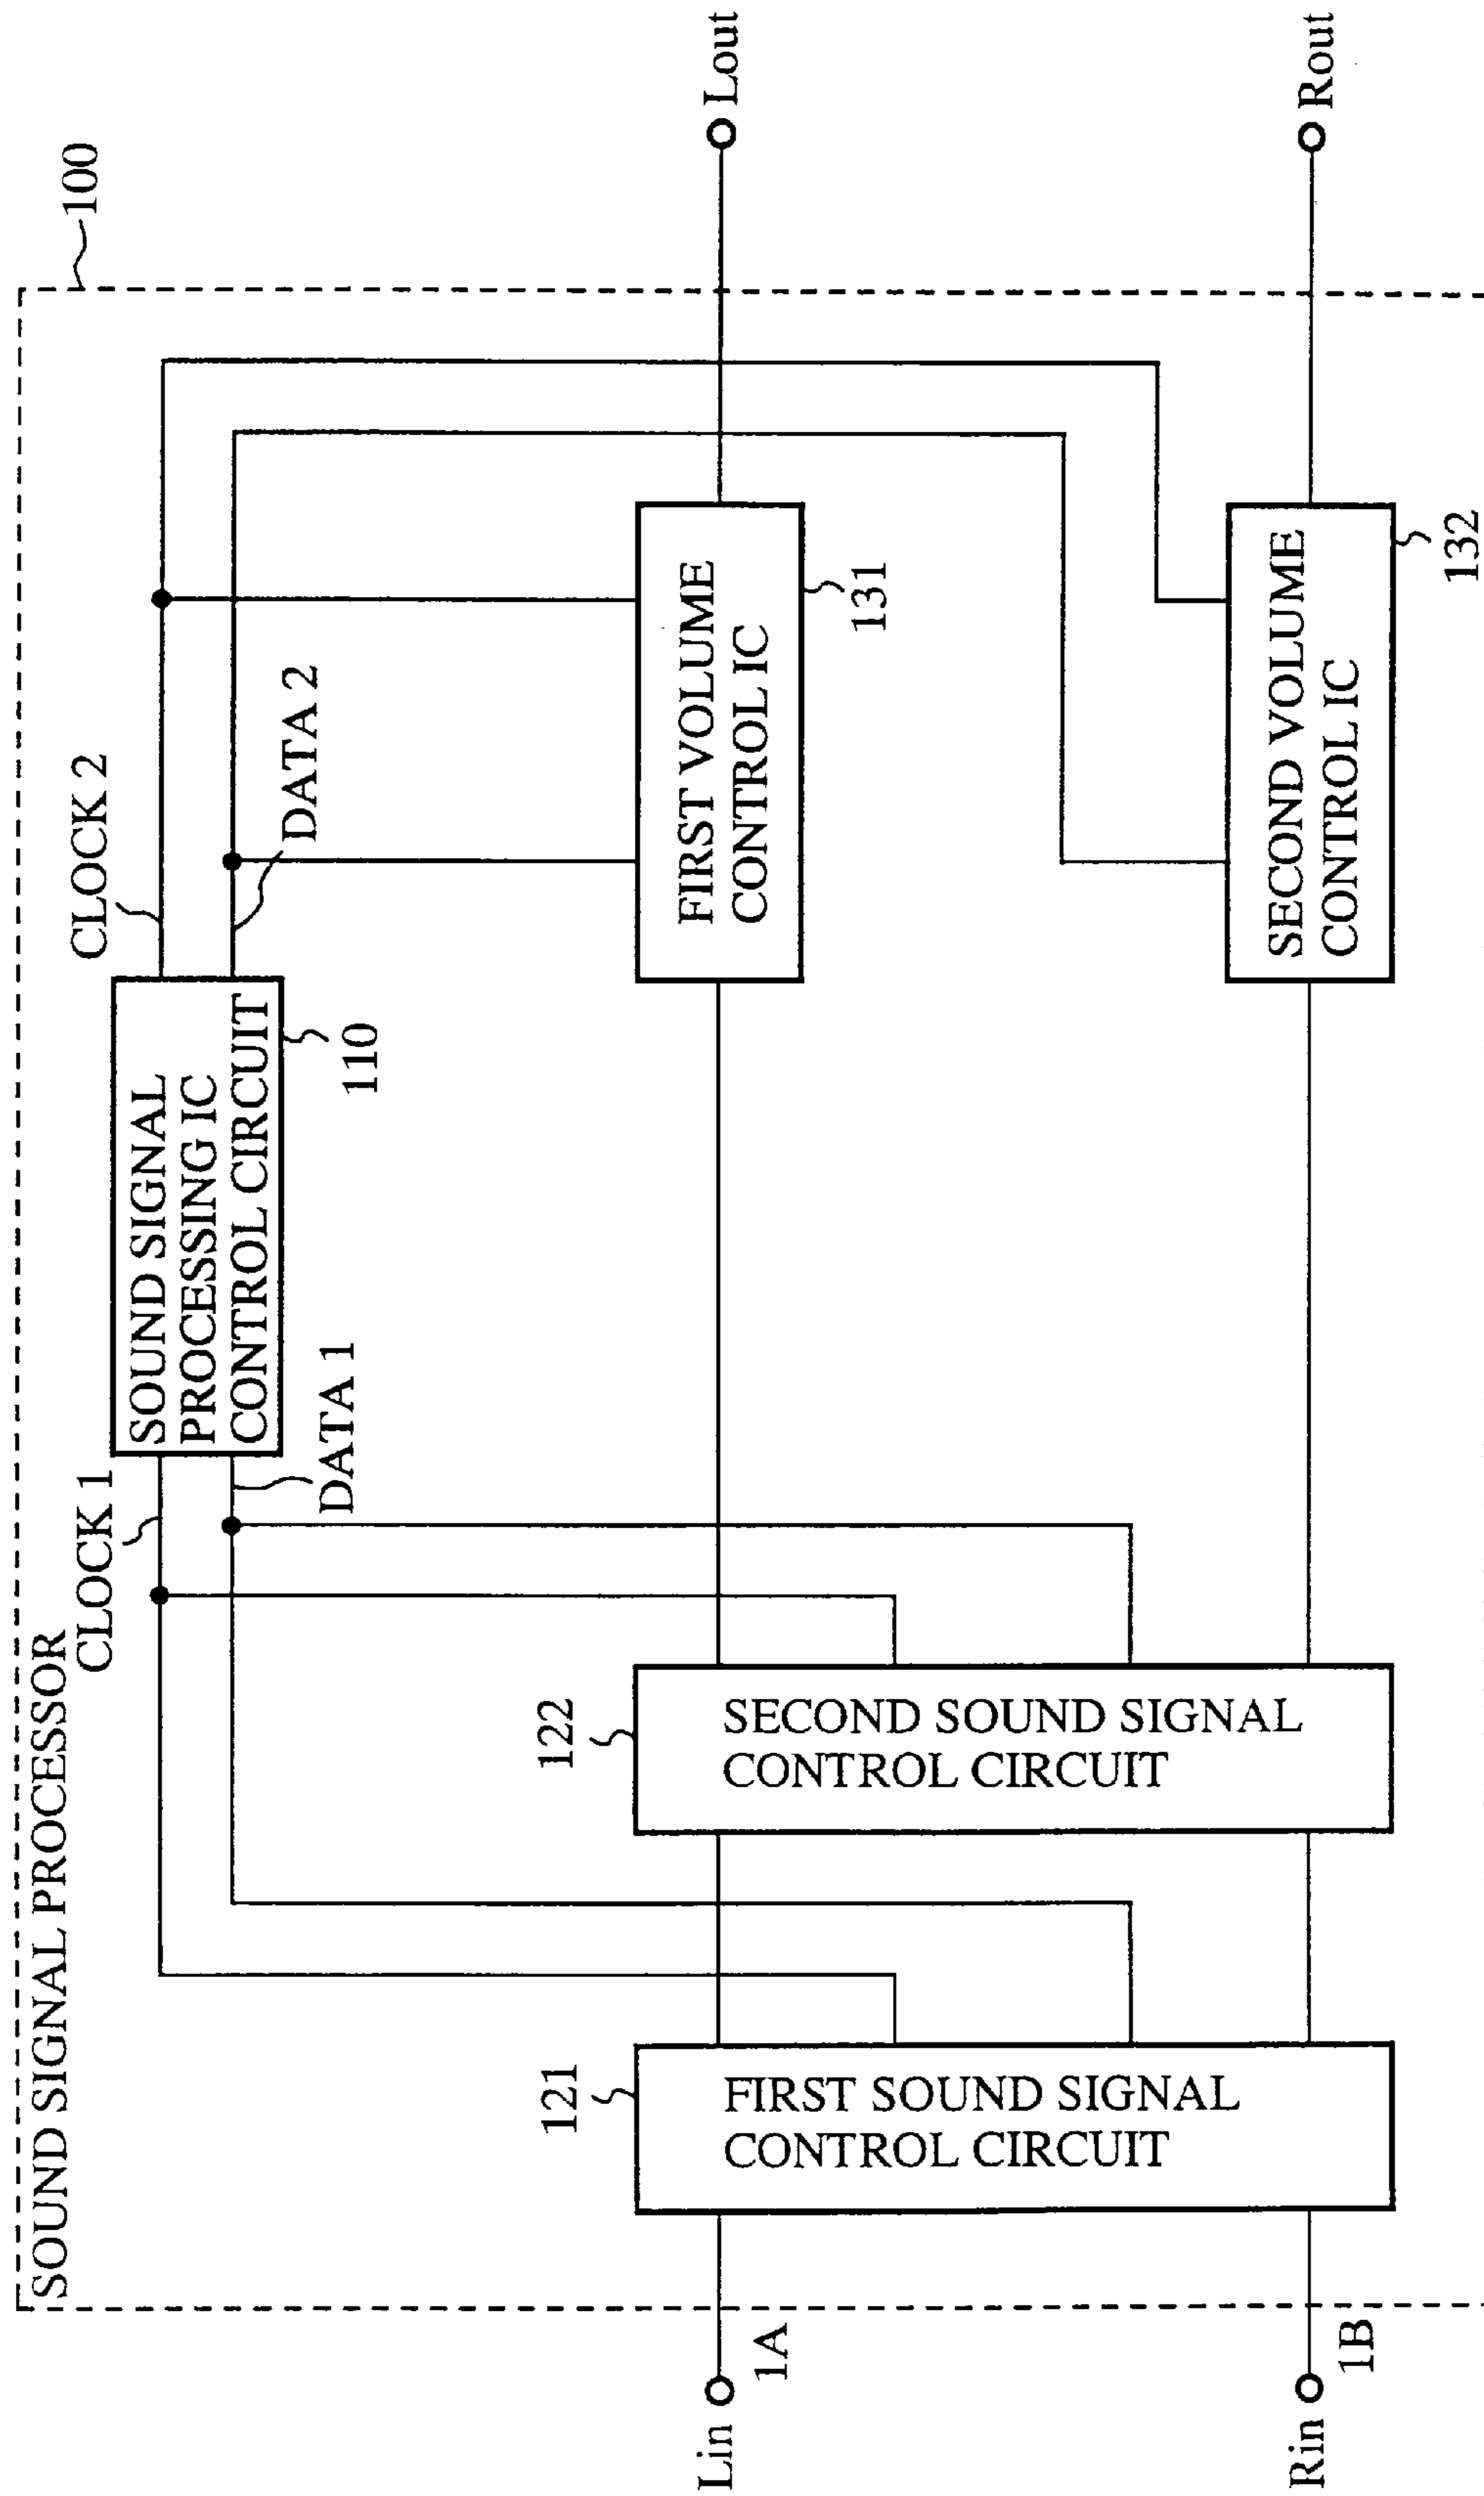 SOUND SIGNAL PROCESSOR
100
CLOCK 1
CLOCK 2
SOUND SIGNAL
PROCESSING IC
CONTROL CIRCUIT
110
DATA 1
DATA 2
121
122
Lin
1A
FIRST SOUND SIGNAL
CONTROL CIRCUIT
SECOND SOUND SIGNAL
CONTROL CIRCUIT
FIRST VOLUME
CONTROL IC
131
Lout
Rin
1B
SECOND VOLUME
CONTROL IC
132
Rout